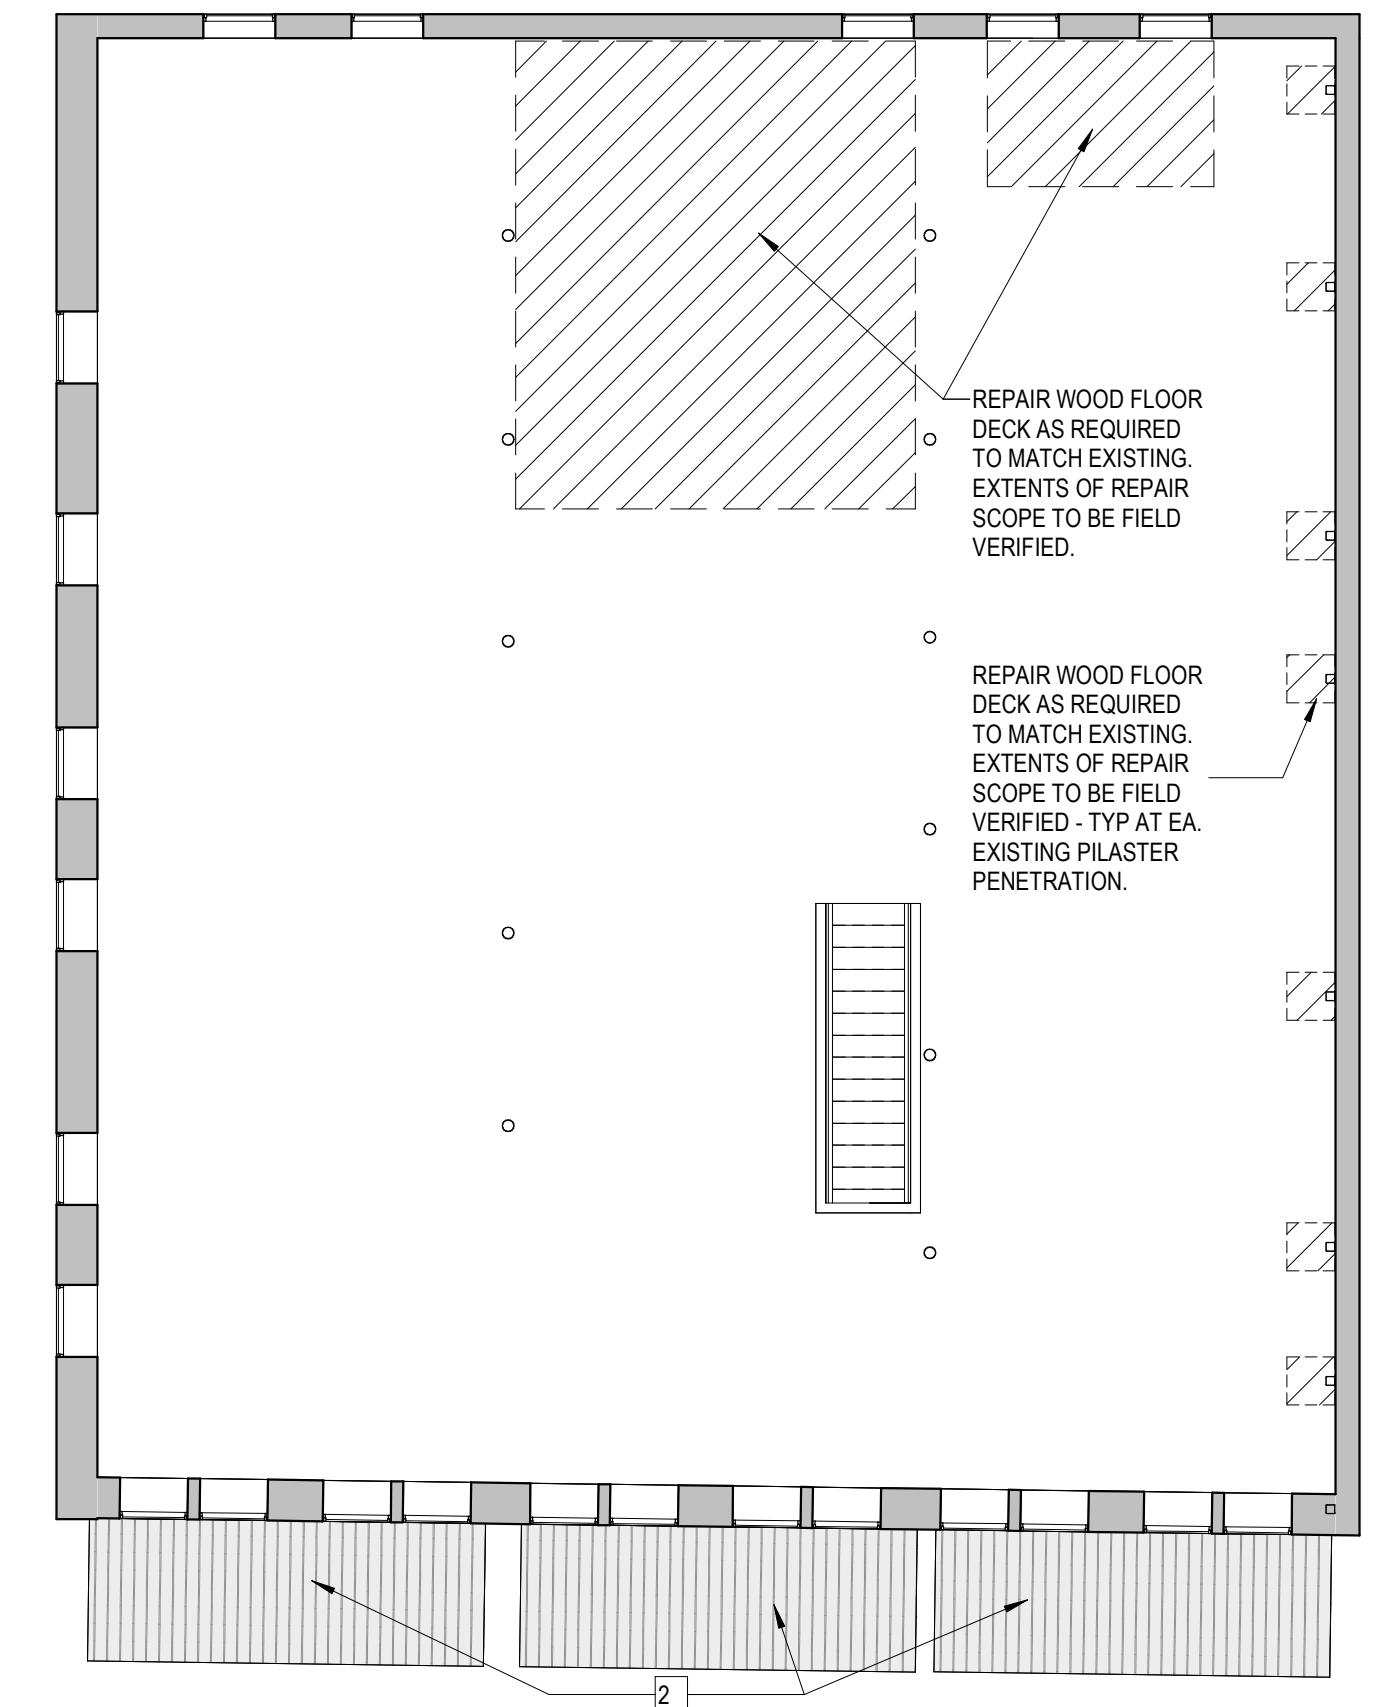 REPAIR WOOD FLOOR
DECK AS REQUIRED
TO MATCH EXISTING.
EXTENTS OF REPAIR
SCOPE TO BE FIELD
VERIFIED.
REPAIR WOOD FLOOR
DECK AS REQUIRED
TO MATCH EXISTING.
EXTENTS OF REPAIR
SCOPE TO BE FIELD
VERIFIED - TYP AT EA.
EXISTING PILASTER
PENETRATION.
2